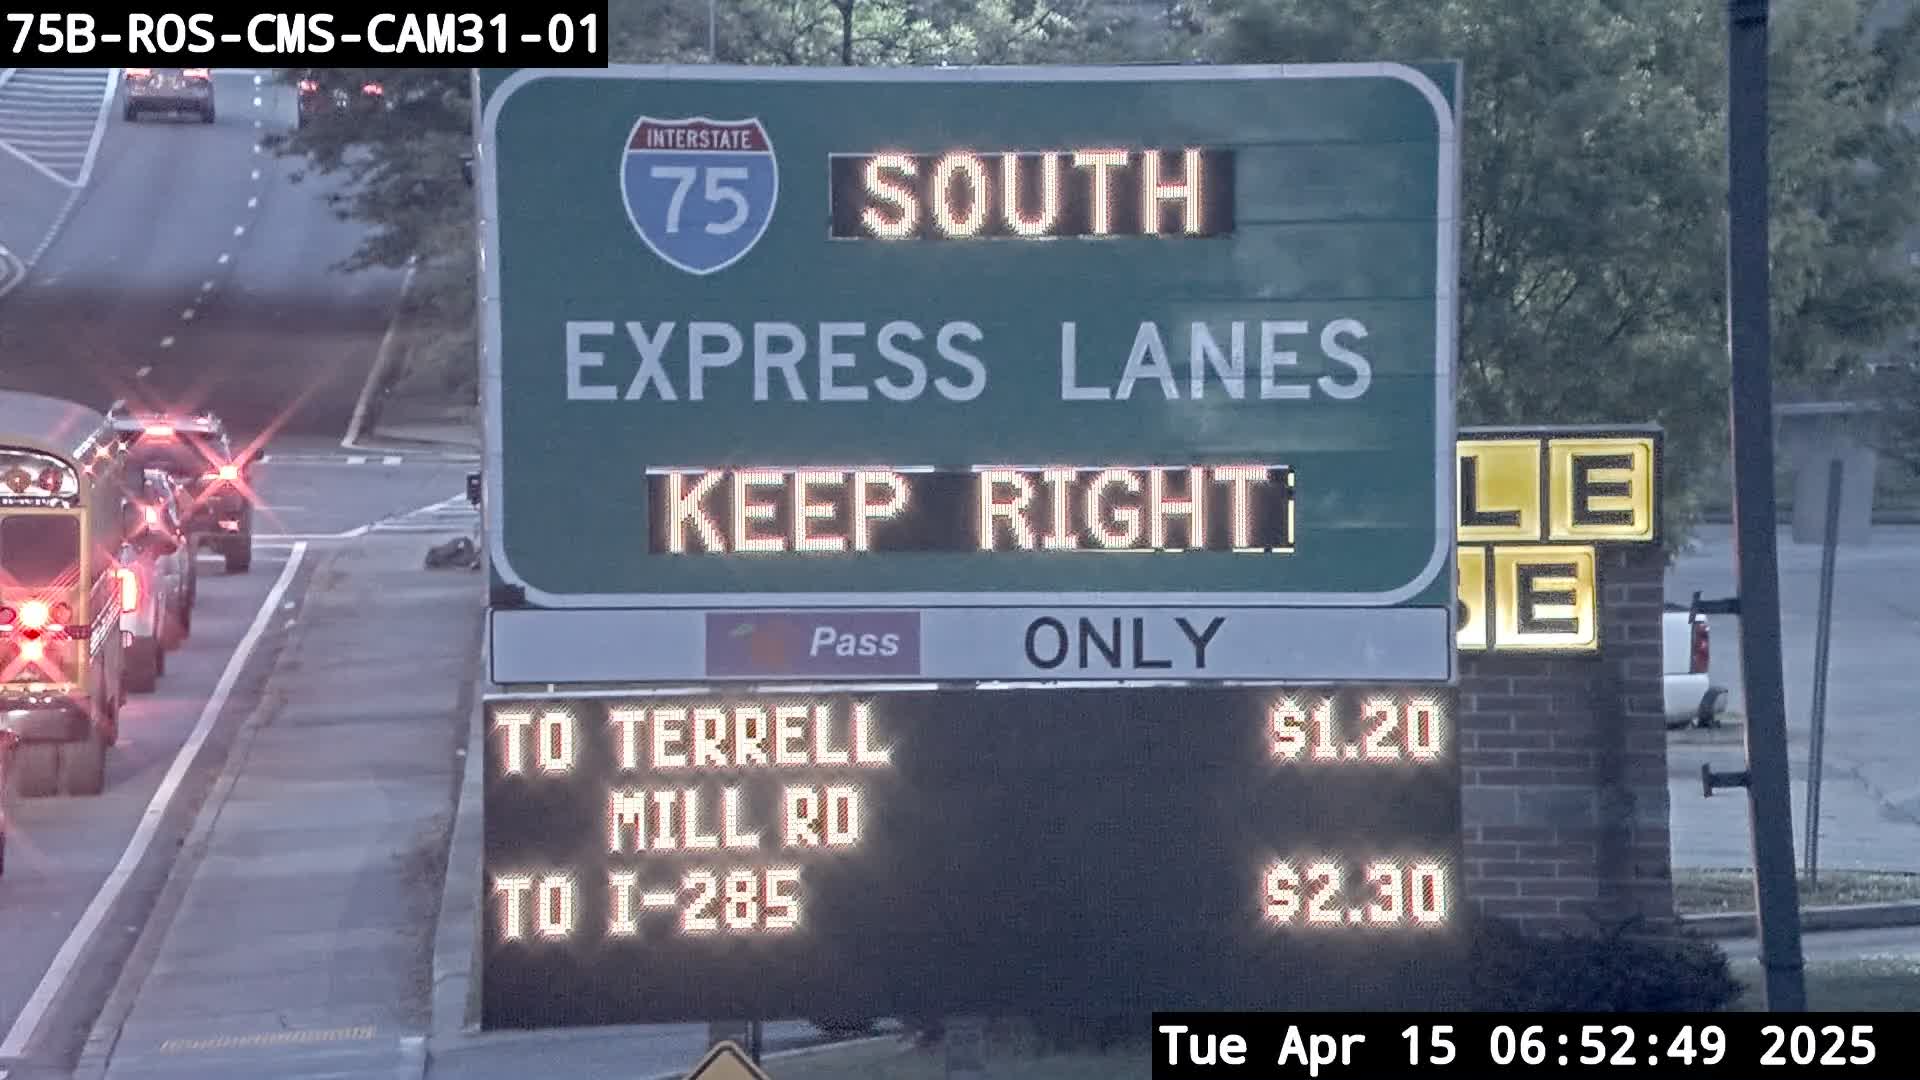 75B-ROS-CMS-CAM31-01
INTERSTATE
75
SOUTH
EXPRESS LANES
KEEP RIGHT
Pass ONLY
TO TERRELL $1.20
MILL RD
TO I-285 $2.30
LE
E
Tue Apr 15 06:52:49 2025